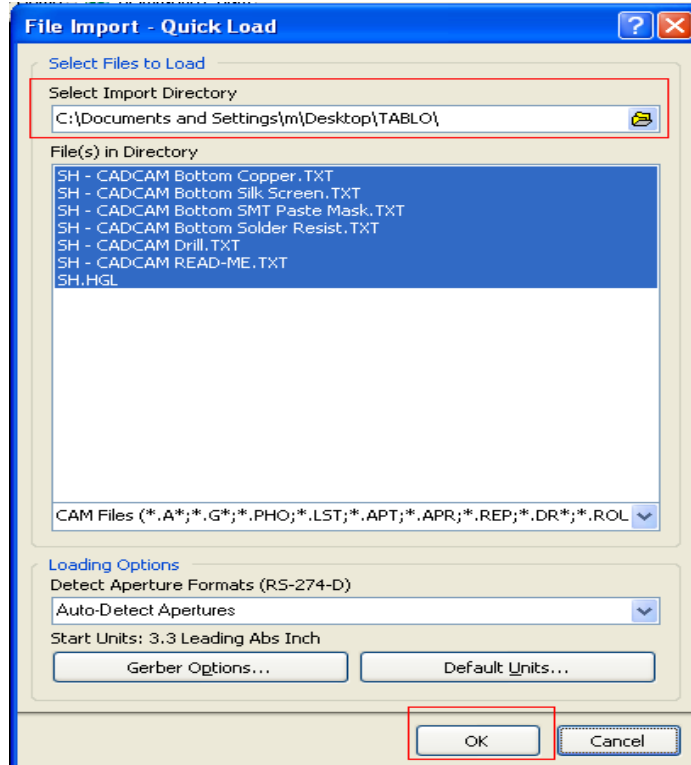 File Import - Quick Load
Select Files to Load
Select Import Directory
C:\Documents and Settings\m\Desktop\TABLO\
File(s) in Directory
SH - CADCAM Bottom Copper.TXT
SH - CADCAM Bottom Silk Screen.TXT
SH - CADCAM Bottom SMT Paste Mask.TXT
SH - CADCAM Bottom Solder Resist.TXT
SH - CADCAM Drill.TXT
SH - CADCAM READ-ME.TXT
SH.HGL
CAM Files (*.A*;*.G*;*.PHO;*.LST;*.APT;*.APR;*.REP;*.DR*;*.ROL
Loading Options
Detect Aperture Formats (RS-274-D)
Auto-Detect Apertures
Start Units: 3.3 Leading Abs Inch
Gerber Options... Default Units...
OK Cancel